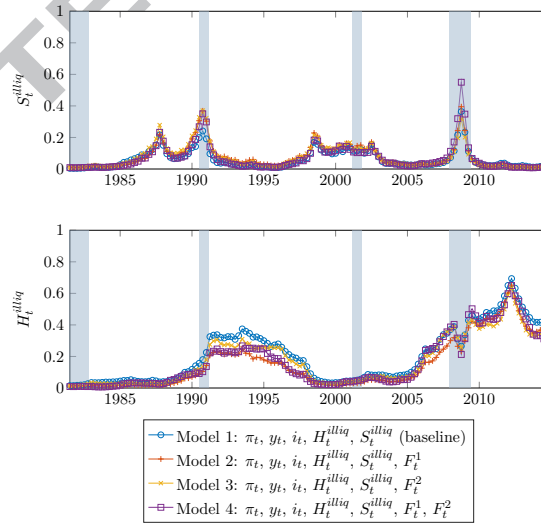 1
0.8
0.6
0.4
0.2
0
S_t^{illiq}
1985 1990 1995 2000 2005 2010
1
0.8
0.6
0.4
0.2
0
H_t^{illiq}
1985 1990 1995 2000 2005 2010
Model 1: π_t, y_t, i_t, H_t^{illiq}, S_t^{illiq} (baseline)
Model 2: π_t, y_t, i_t, H_t^{illiq}, S_t^{illiq}, F_t^1
Model 3: π_t, y_t, i_t, H_t^{illiq}, S_t^{illiq}, F_t^2
Model 4: π_t, y_t, i_t, H_t^{illiq}, S_t^{illiq}, F_t^1, F_t^2